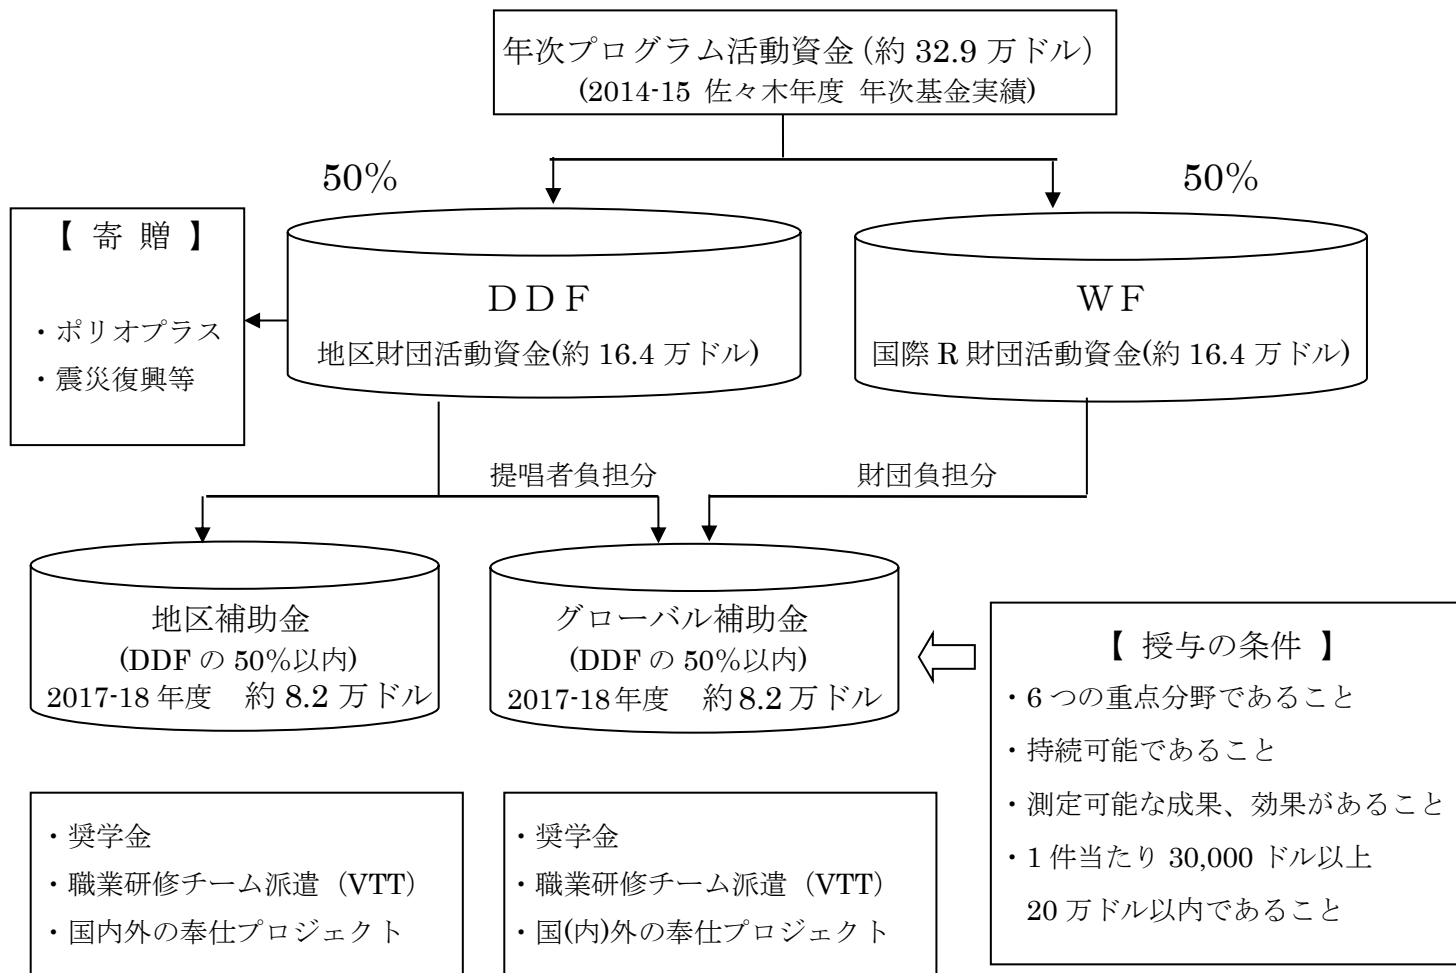 年次プログラム活動資金(約 32.9 万ドル)
(2014-15 佐々木年度 年次基金実績)
50%
50%
【 寄 贈 】
・ポリオプラス
・震災復興等
ＤＤＦ
地区財団活動資金(約 16.4 万ドル)
ＷＦ
国際 R 財団活動資金(約 16.4 万ドル)
提唱者負担分
財団負担分
地区補助金
(DDF の 50%以内)
2017-18 年度　約 8.2 万ドル
グローバル補助金
(DDF の 50%以内)
2017-18 年度　約 8.2 万ドル
【 授与の条件 】
・6 つの重点分野であること
・持続可能であること
・測定可能な成果、効果があること
・1 件当たり 30,000 ドル以上
20 万ドル以内であること
・奨学金
・職業研修チーム派遣（VTT）
・国内外の奉仕プロジェクト
・奨学金
・職業研修チーム派遣（VTT）
・国(内)外の奉仕プロジェクト